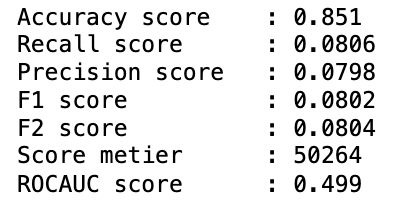 Accuracy score : 0.851
Recall score : 0.0806
Precision score : 0.0798
F1 score : 0.0802
F2 score : 0.0804
Score metier : 50264
ROCAUC score : 0.499